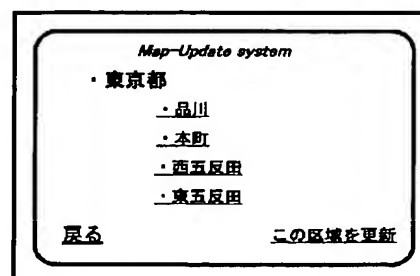 Map-Update system
・東京都
・品川
・本町
・西五反田
・東五反田
戻る この区域を更新